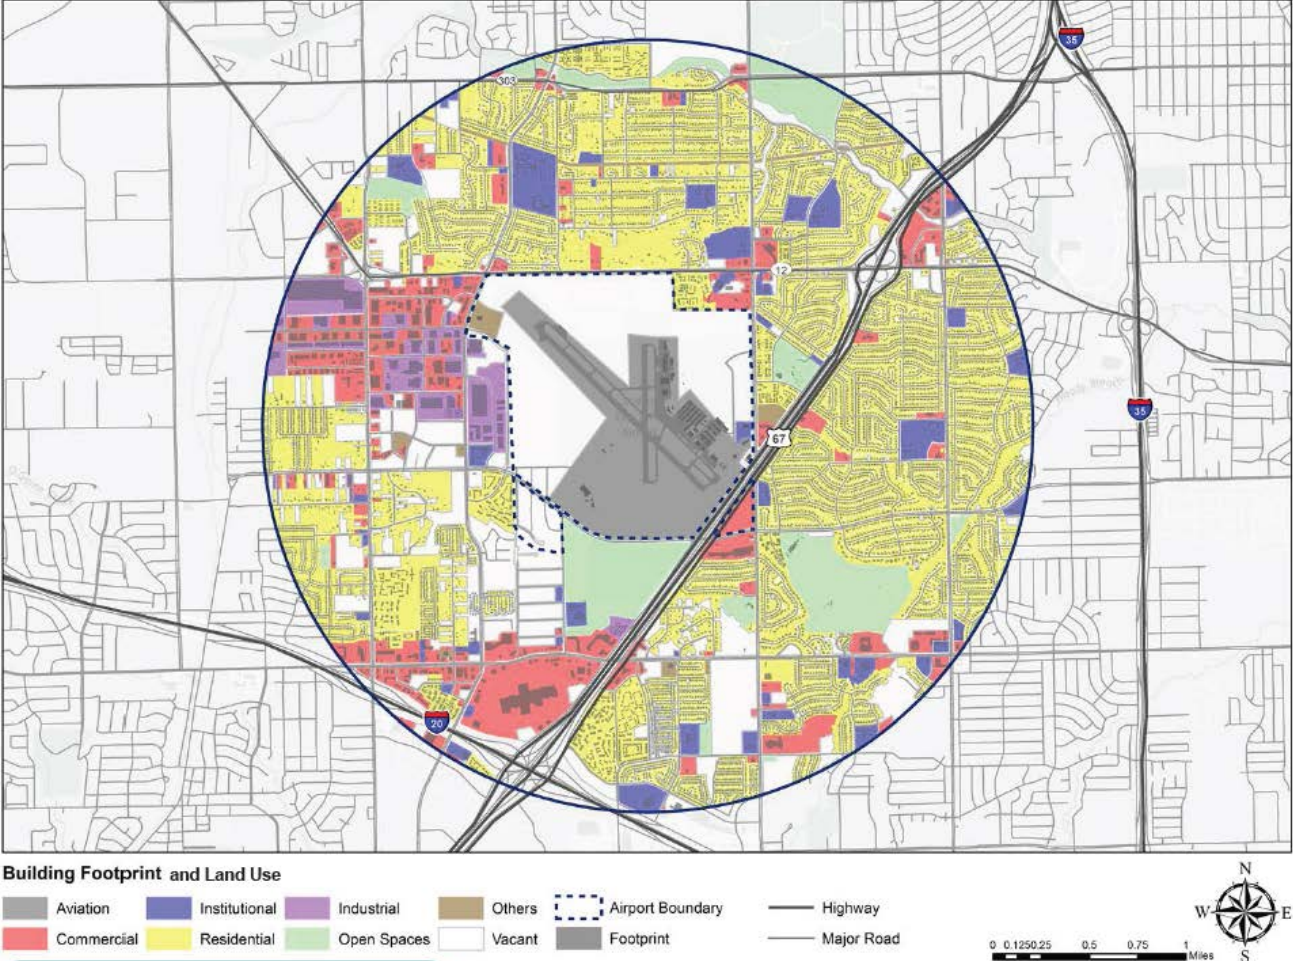 35
303
12
35
67
20
Building Footprint and Land Use
Aviation Institutional Industrial Others Airport Boundary Highway
Commercial Residential Open Spaces Vacant Footprint Major Road
N
W E
S
0 0.125 0.25 0.5 0.75 1
Miles